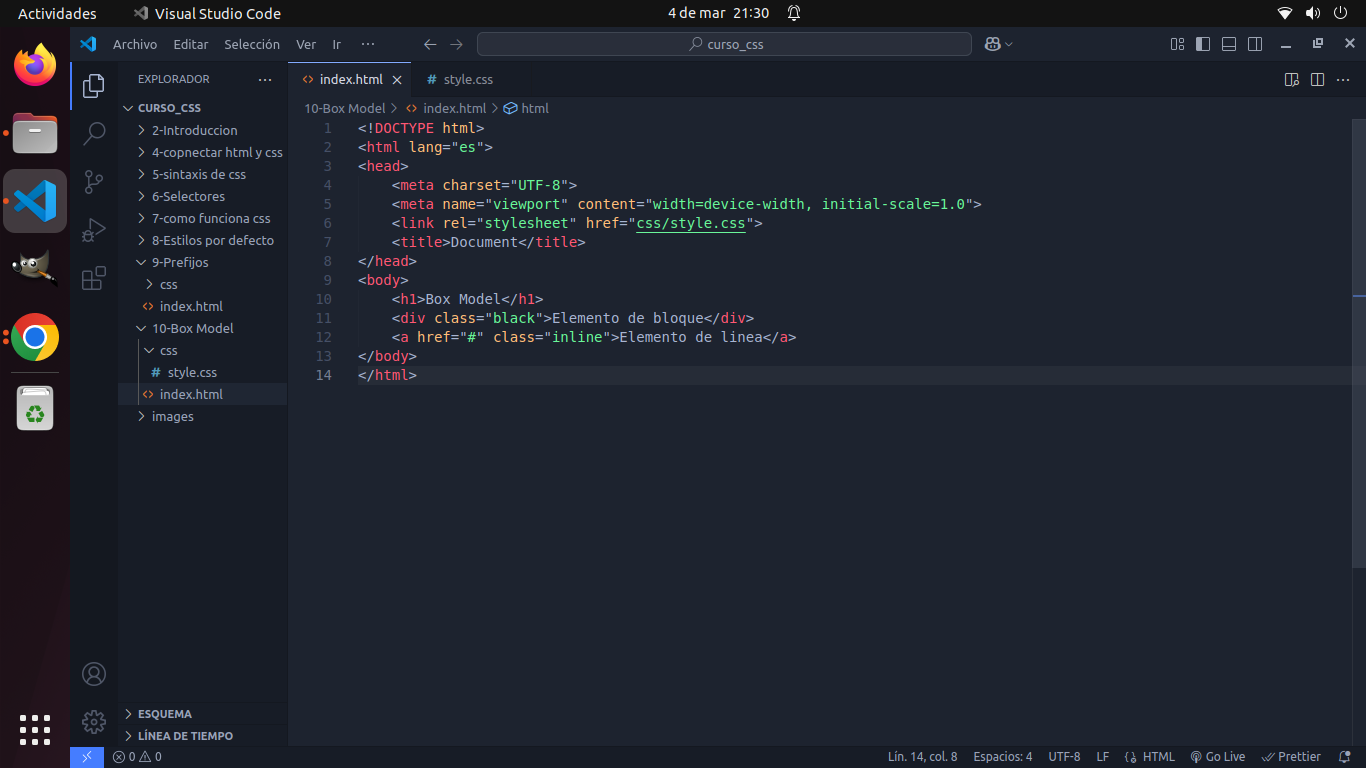 Actividades
Visual Studio Code
4 de mar 21:30
Archivo Editar Selección Ver Ir ···
curso_css
EXPLORADOR
CURSO_CSS
2-Introduccion
4-copnectar html y css
5-sintaxis de css
6-Selectores
7-como funciona css
8-Estilos por defecto
9-Prefijos
css
index.html
10-Box Model
css
style.css
index.html
images
ESQUEMA
LÍNEA DE TIEMPO
index.html
style.css
10-Box Model > index.html > html
1 <!DOCTYPE html>
2 <html lang="es">
3 <head>
4 <meta charset="UTF-8">
5 <meta name="viewport" content="width=device-width, initial-scale=1.0">
6 <link rel="stylesheet" href="css/style.css">
7 <title>Document</title>
8 </head>
9 <body>
10 <h1>Box Model</h1>
11 <div class="black">Elemento de bloque</div>
12 <a href="#" class="inline">Elemento de linea</a>
13 </body>
14 </html>
0 0
Lín. 14, col. 8
Espacios: 4
UTF-8
LF
{} HTML
Go Live
Prettier